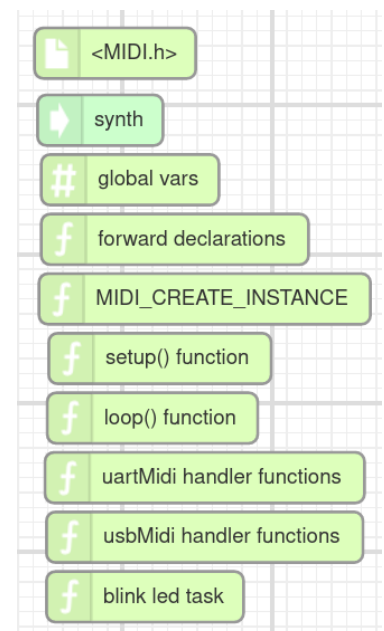 <MIDI.h>
synth
# global vars
f forward declarations
f MIDI_CREATE_INSTANCE
f setup() function
f loop() function
f uartMidi handler functions
f usbMidi handler functions
f blink led task